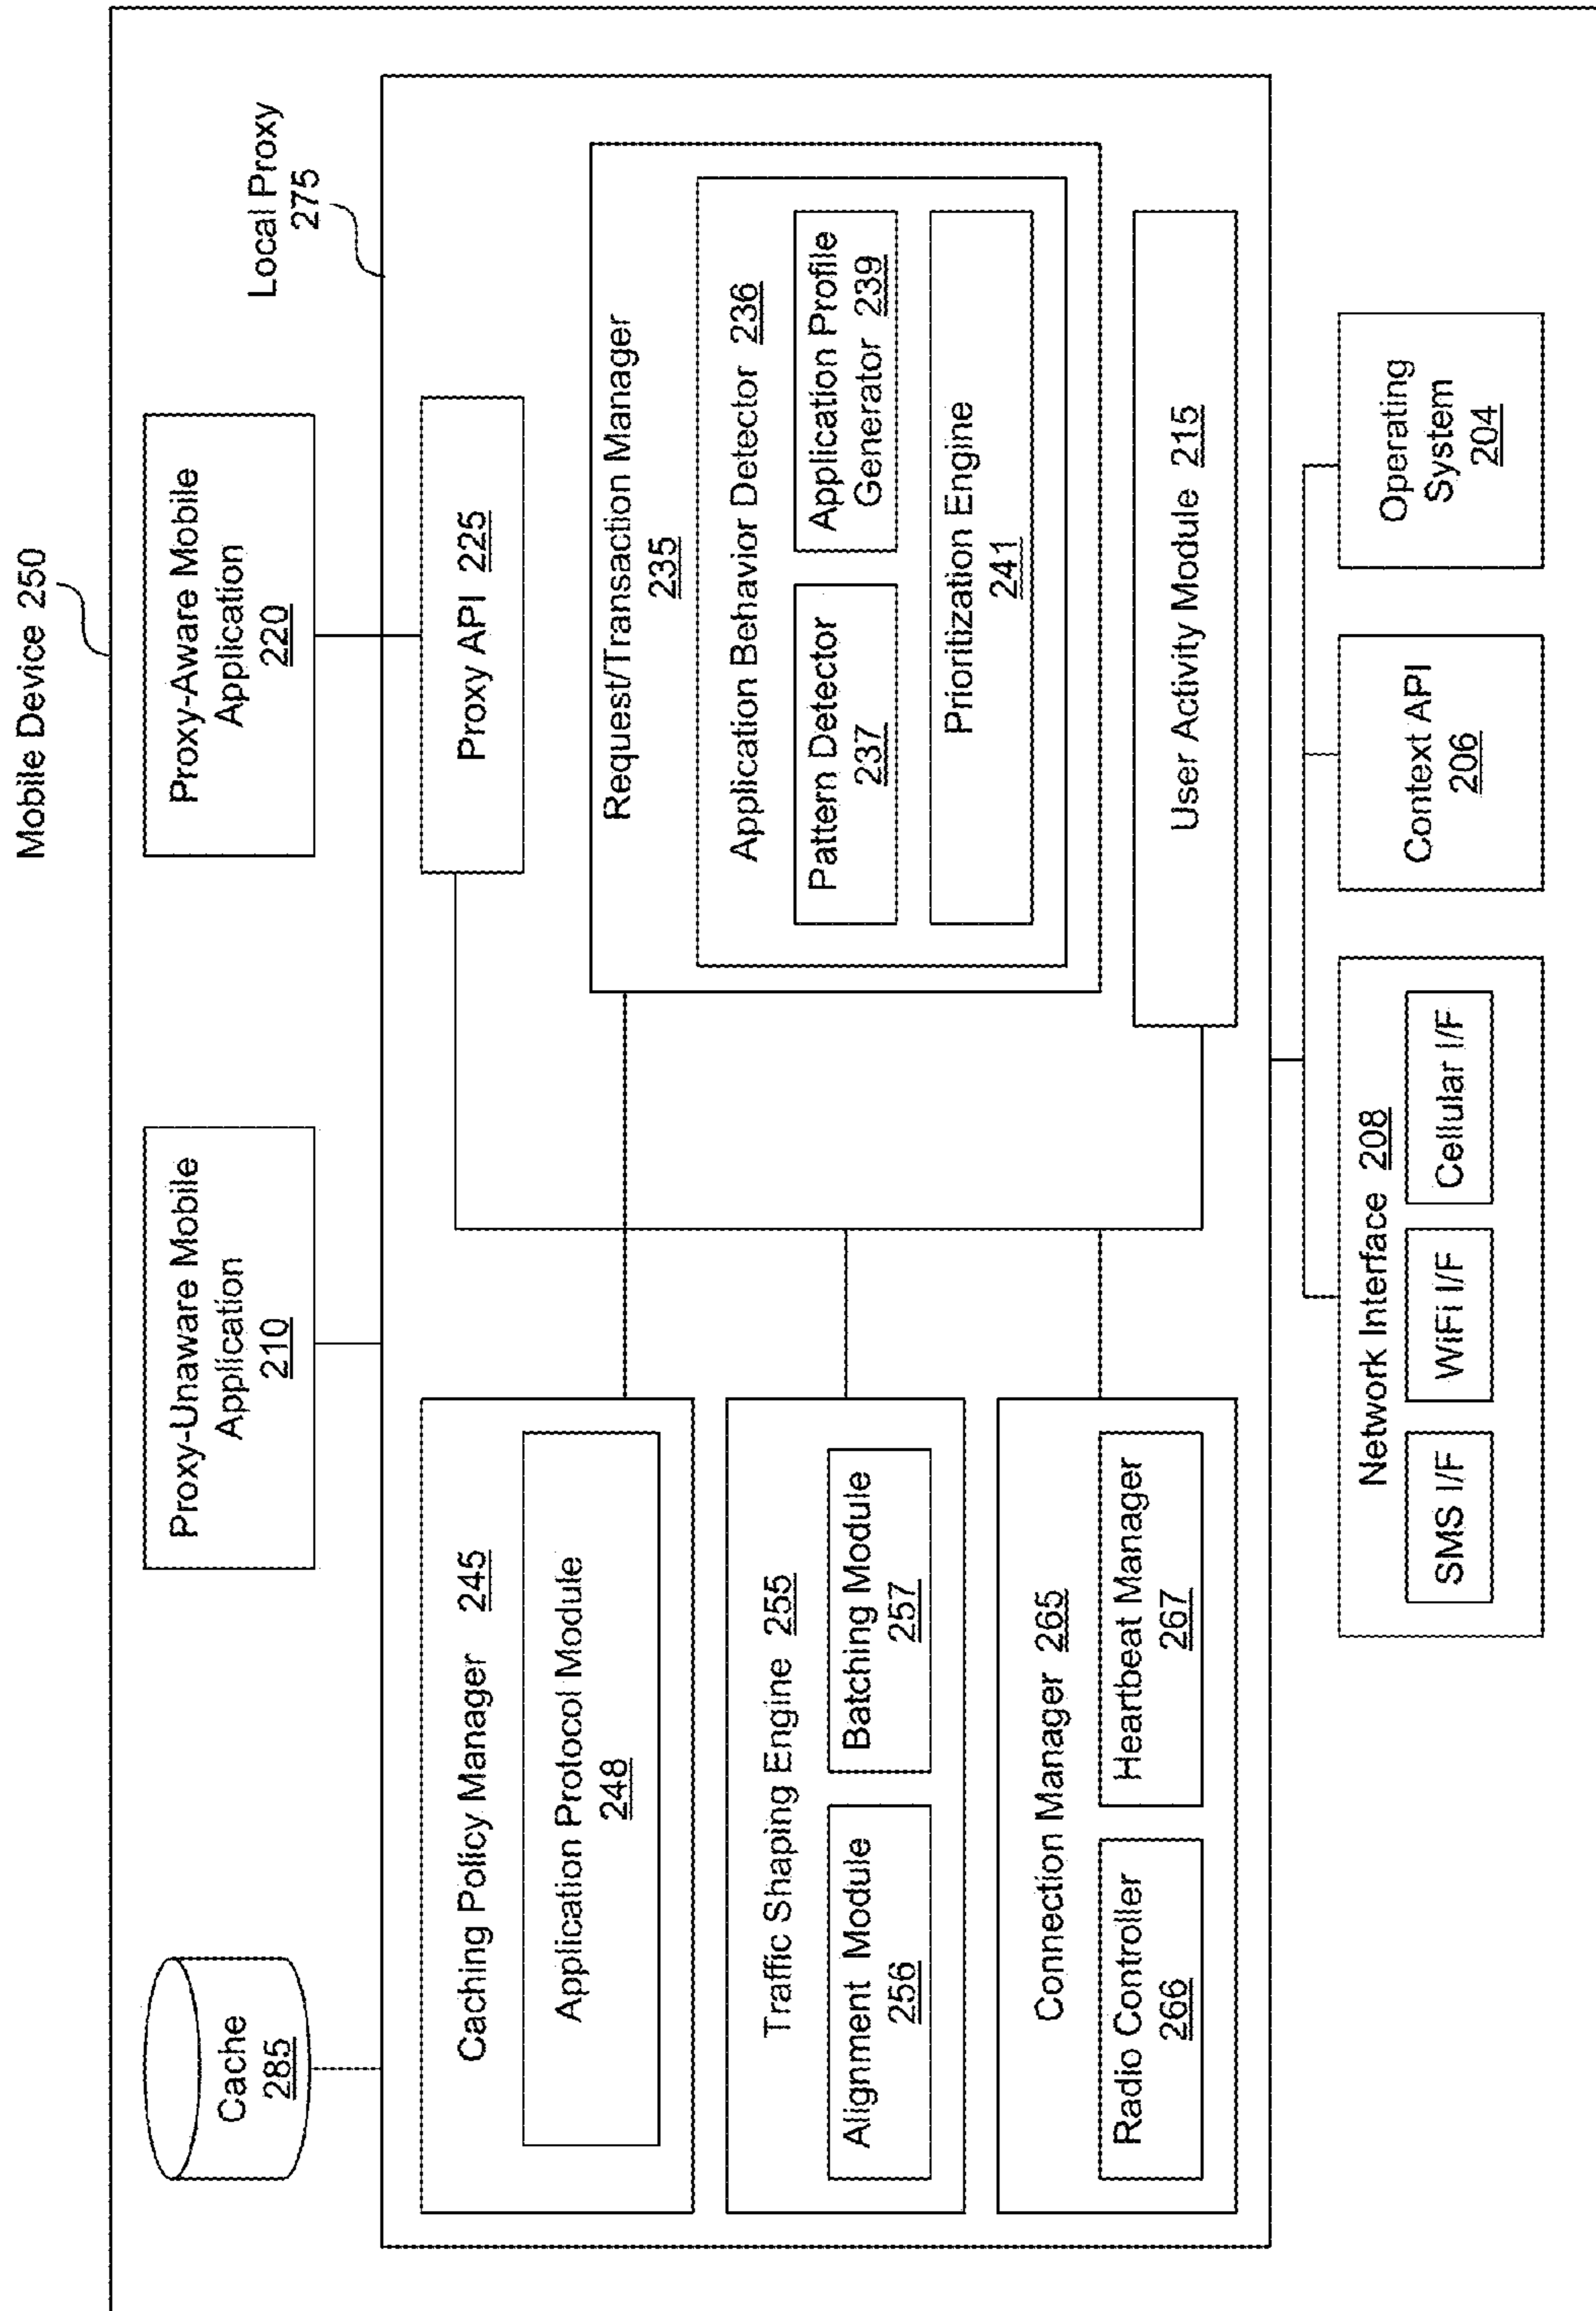 Mobile Device 250
Cache
285
Proxy-Unaware Mobile
Application
210
Proxy-Aware Mobile
Application
220
Local Proxy
275
Caching Policy Manager 245
Application Protocol Module
248
Traffic Shaping Engine 255
Alignment Module
256
Batching Module
257
Connection Manager 265
Radio Controller
266
Heartbeat Manager
267
Proxy API 225
Request/Transaction Manager
235
Application Behavior Detector 236
Pattern Detector
237
Application Profile
Generator 239
Prioritization Engine
241
User Activity Module 215
Network Interface 208
SMS I/F
WiFi I/F
Cellular I/F
Context API
206
Operating
System
204